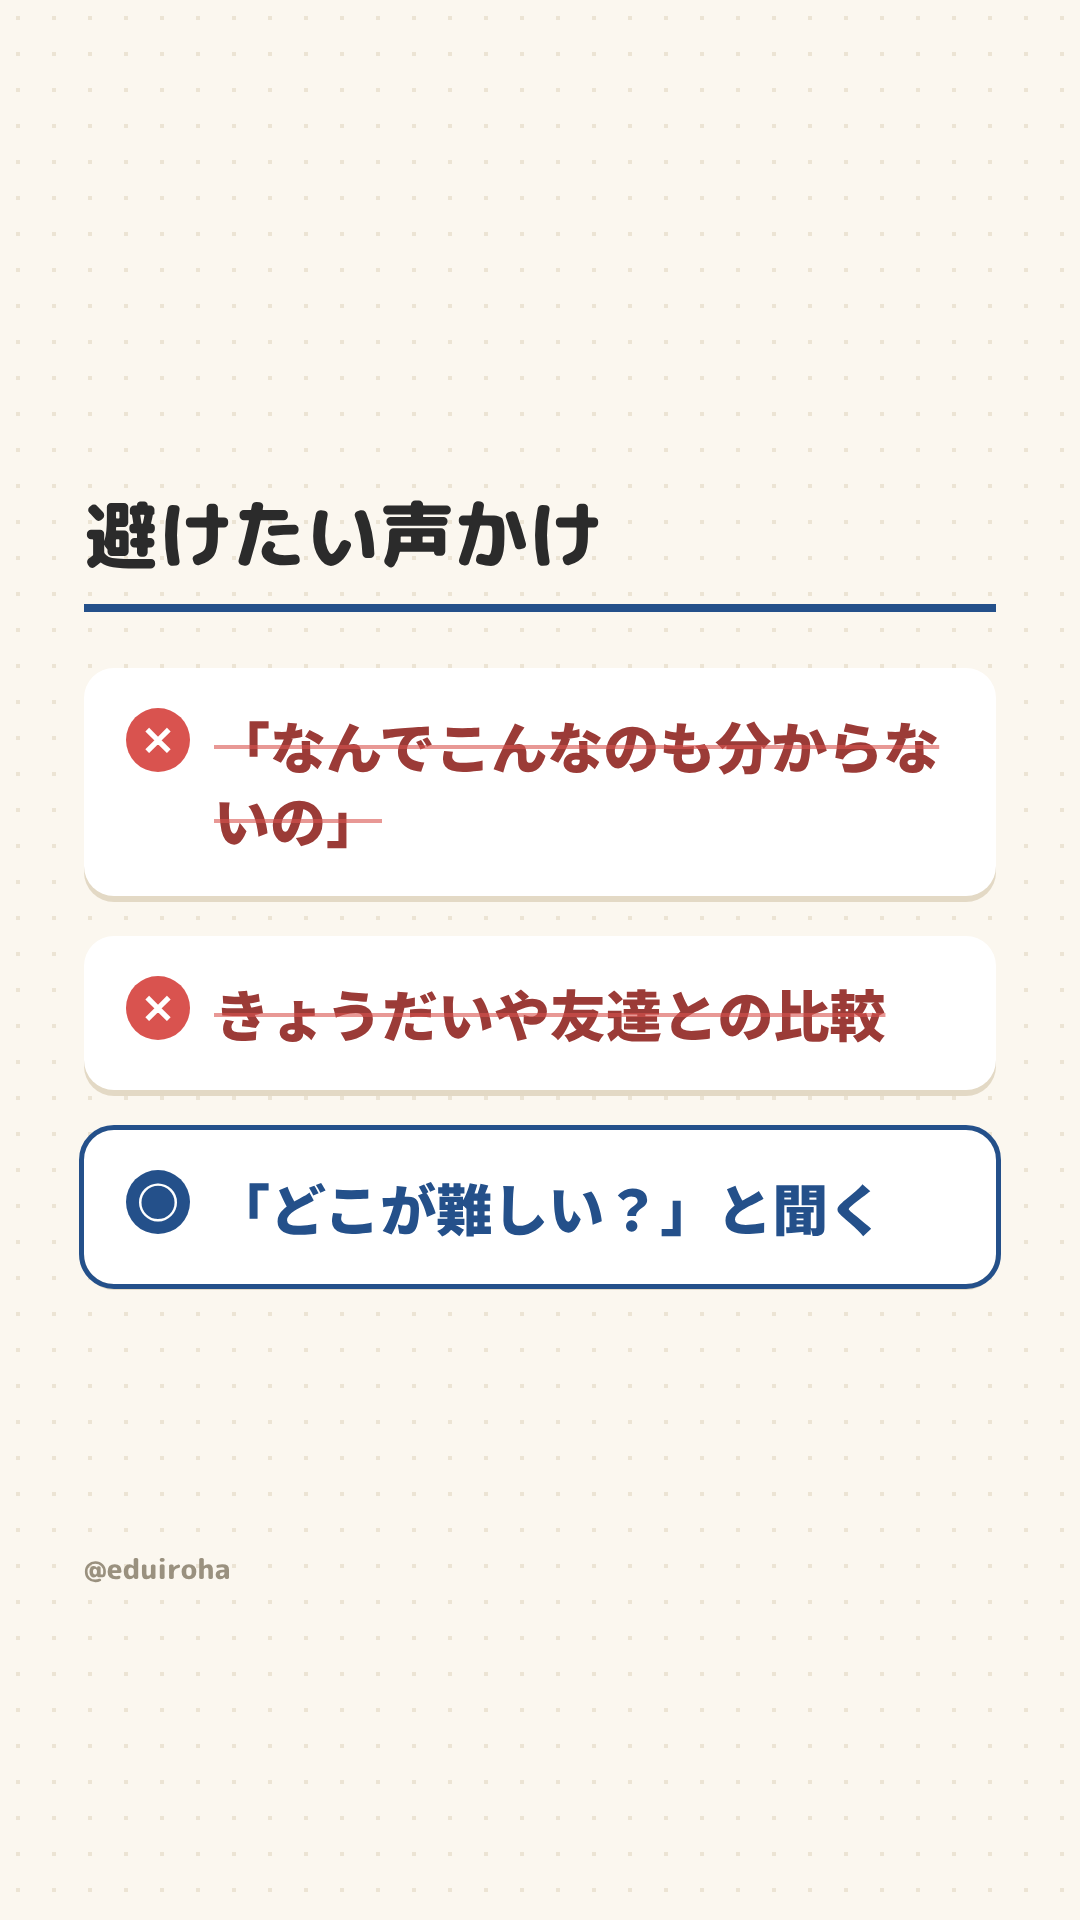 避けたい声かけ
「なんでこんなのも分からな
いの」
きょうだいや友達との比較
「どこが難しい？」と聞く
@eduiroha